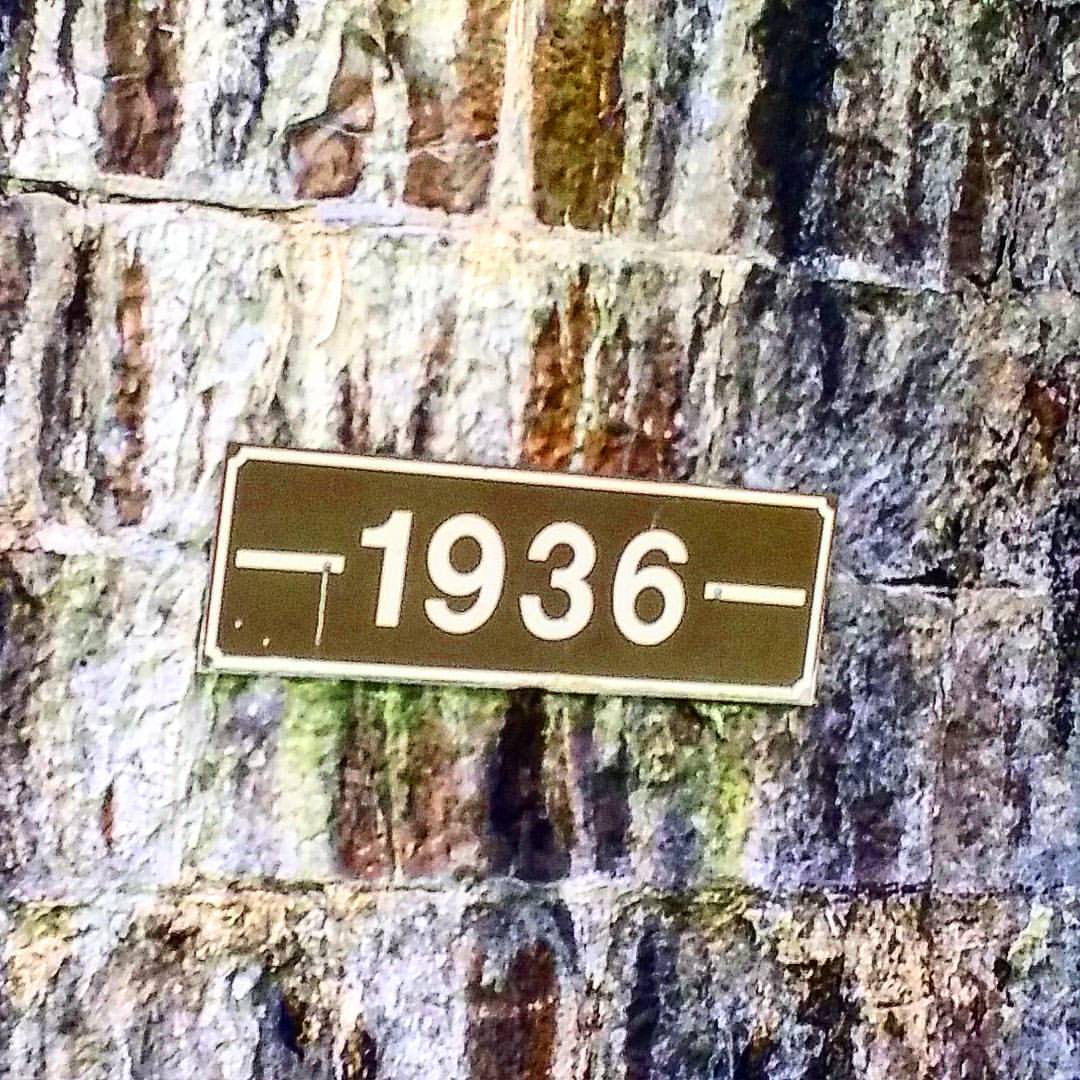 — 1936 —